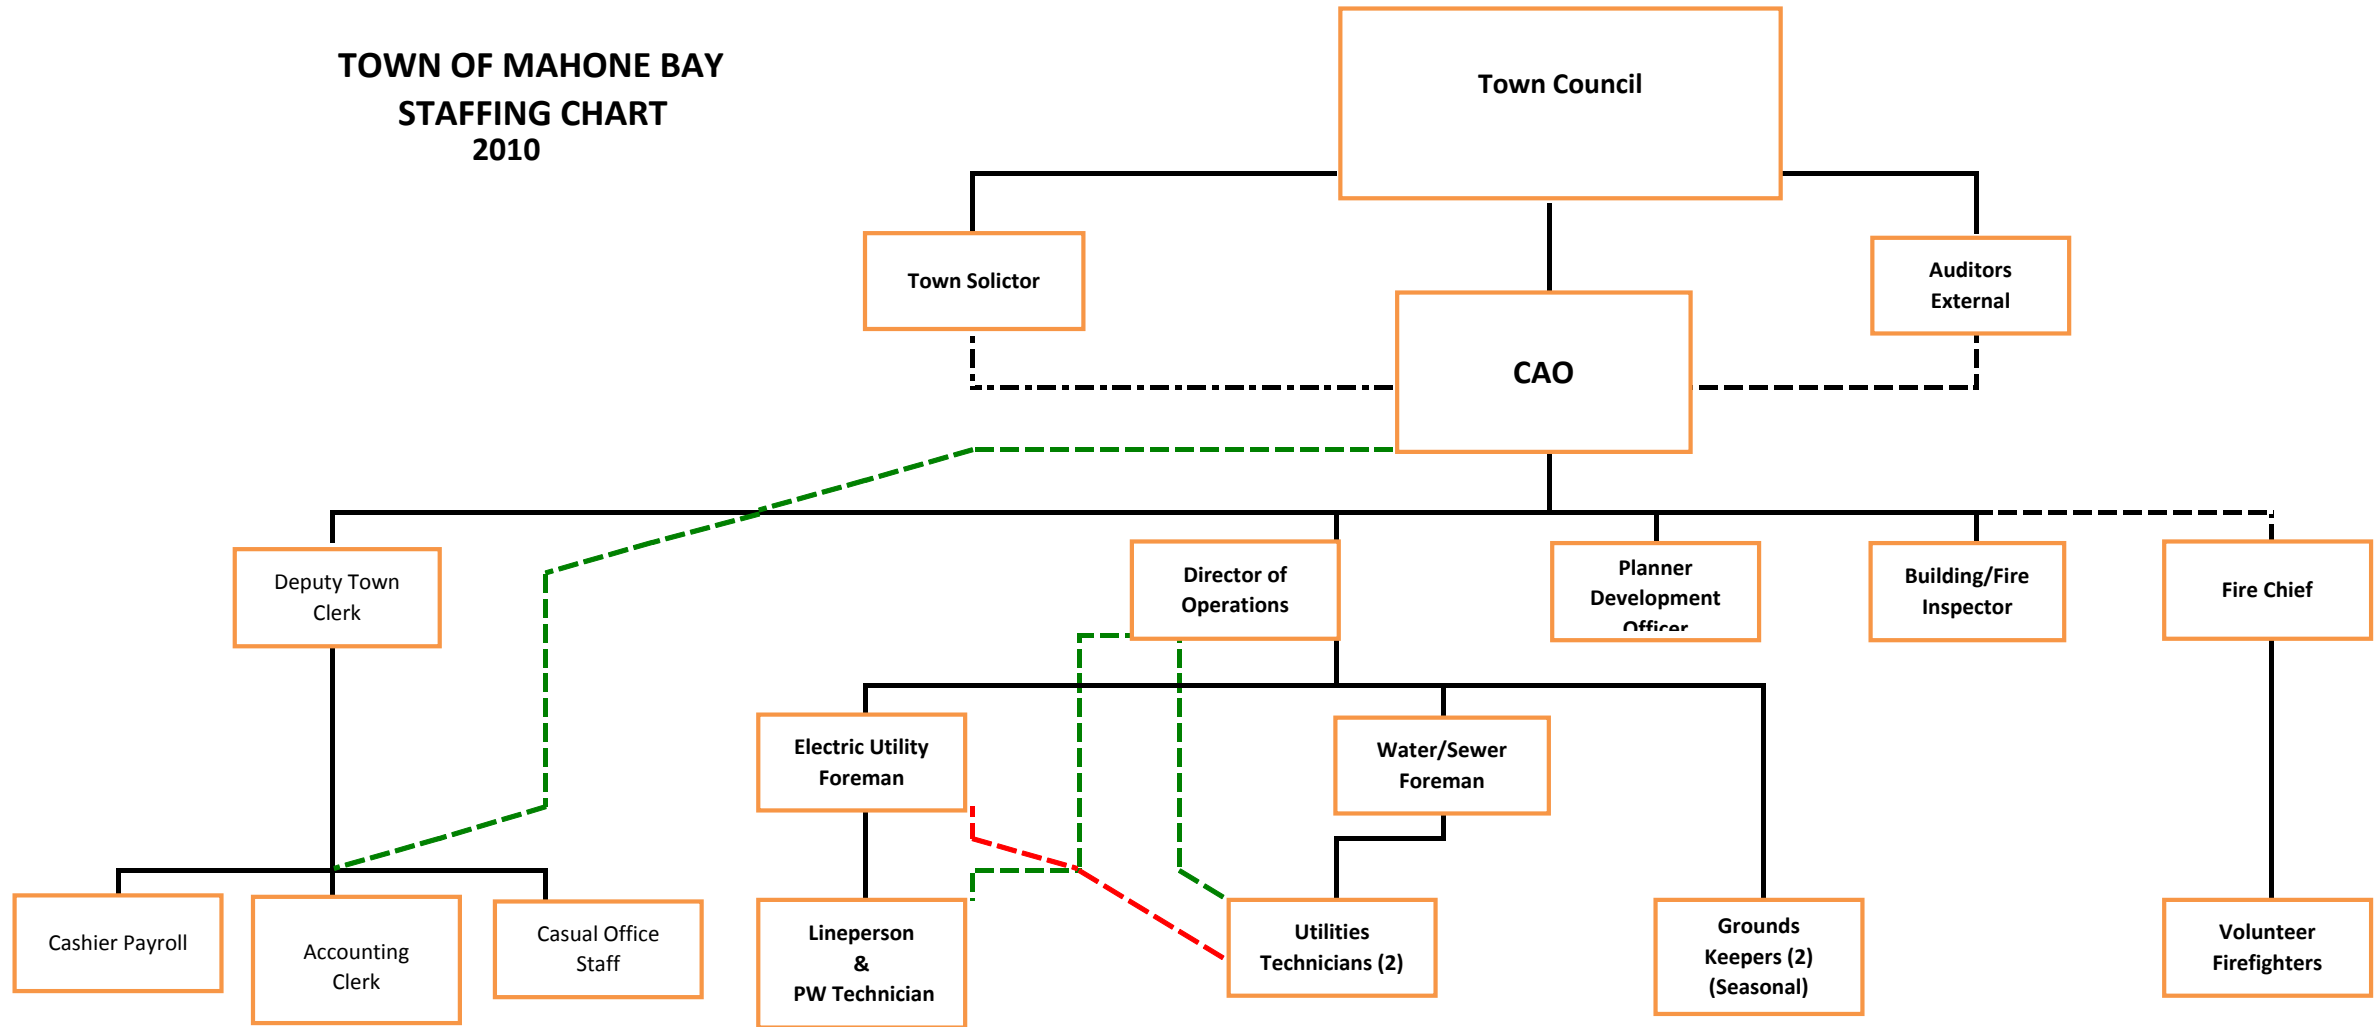 TOWN OF MAHONE BAY
STAFFING CHART
2010
Town Council
Town Solictor
Auditors
External
CAO
Deputy Town
Clerk
Director of
Operations
Planner
Development
Officer
Building/Fire
Inspector
Fire Chief
Electric Utility
Foreman
Water/Sewer
Foreman
Cashier Payroll
Accounting
Clerk
Casual Office
Staff
Lineperson
&
PW Technician
Utilities
Technicians (2)
Grounds
Keepers (2)
(Seasonal)
Volunteer
Firefighters